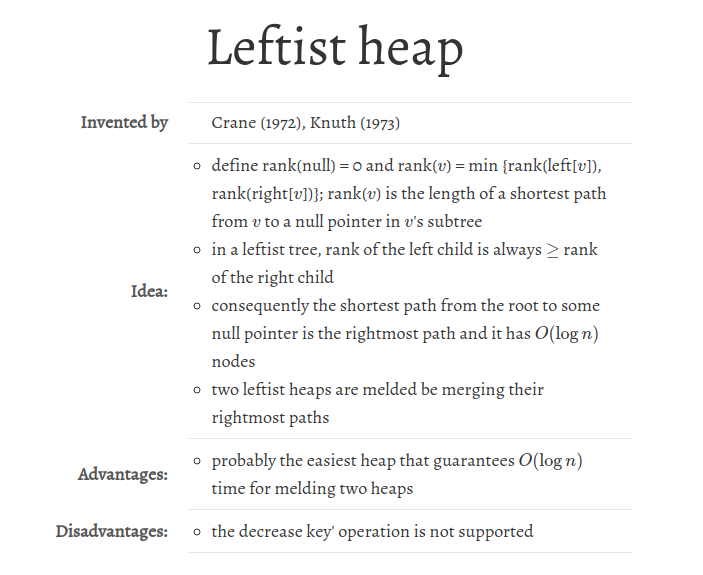 Leftist heap
Invented by
Crane (1972), Knuth (1973)
Idea:
define rank(null) = 0 and rank(v) = min {rank(left[v]),
rank(right[v])}; rank(v) is the length of a shortest path
from v to a null pointer in v's subtree
in a leftist tree, rank of the left child is always ≥ rank
of the right child
consequently the shortest path from the root to some
null pointer is the rightmost path and it has O(log n)
nodes
two leftist heaps are melded be merging their
rightmost paths
Advantages:
probably the easiest heap that guarantees O(log n)
time for melding two heaps
Disadvantages:
the decrease key' operation is not supported